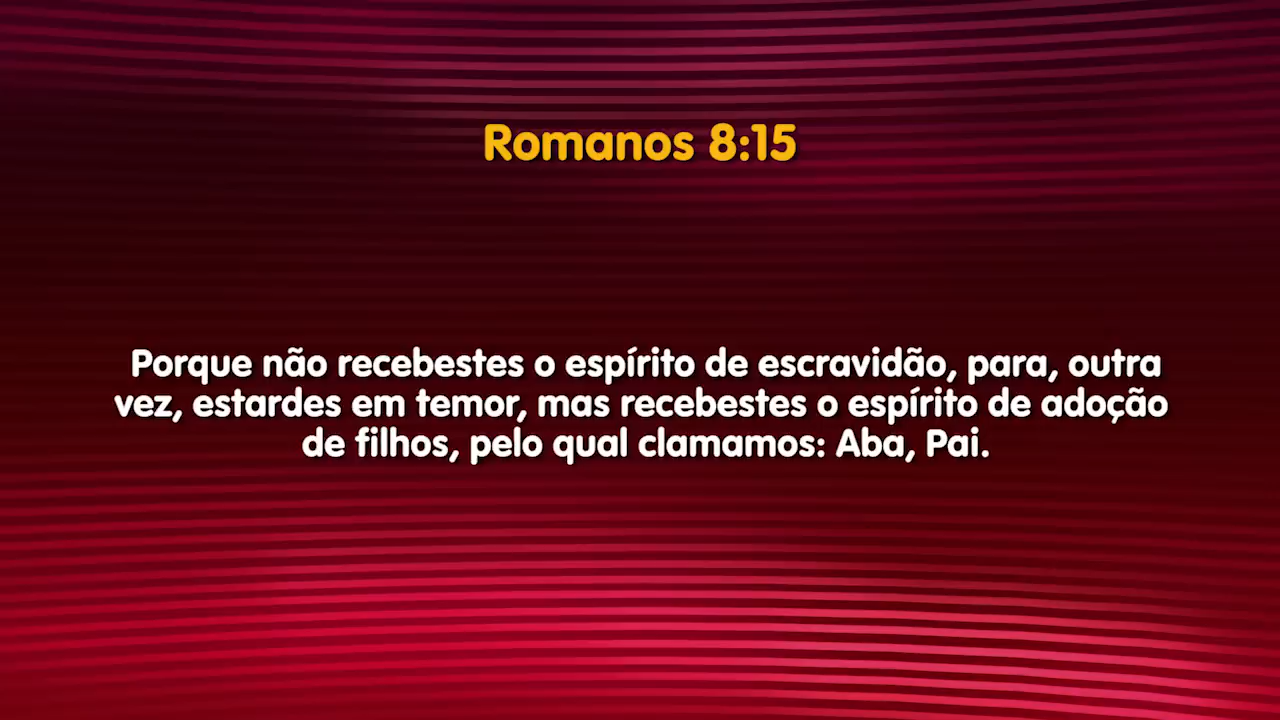 Romanos 8:15
Porque não recebestes o espírito de escravidão, para, outra
vez, estardes em temor, mas recebestes o espírito de adoção
de filhos, pelo qual clamamos: Aba, Pai.